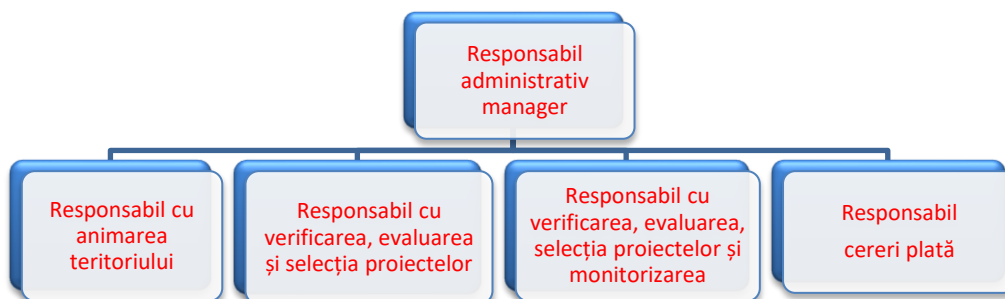 Responsabil
administrativ
manager
Responsabil cu
animarea
teritoriului
Responsabil cu
verificarea, evaluarea
și selecția proiectelor
Responsabil cu
verificarea, evaluarea,
selecția proiectelor și
monitorizarea
Responsabil
cereri plată